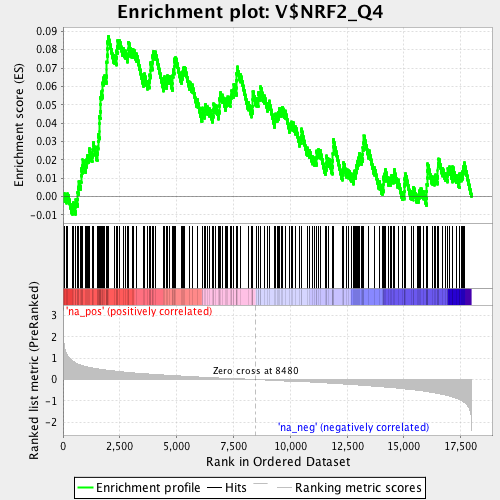 Enrichment plot: V$NRF2_Q4
Enrichment score (ES)
0.09
0.08
0.07
0.06
0.05
0.04
0.03
0.02
0.01
0.00
-0.01
'na_pos' (positively correlated)
Ranked list metric (PreRanked)
3
2
1
0
-1
-2
Zero cross at 8480
'na_neg' (negatively correlated)
0
2,500
5,000
7,500
10,000
12,500
15,000
17,500
Rank in Ordered Dataset
Enrichment profile
Hits
Ranking metric scores